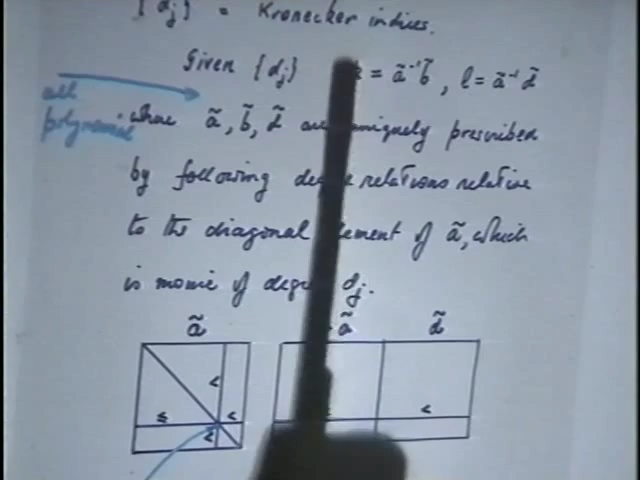 {dj} = Kronecker indices.
Given {dj} = ã⁻¹b̃, l = ã⁻¹d̃
all polynomial
where ã, b̃, d̃ are uniquely prescribed
by following degree relations relative
to the diagonal element of ã, which
is monic of degree dj.
ã ã d̃
<
≤ < <
<